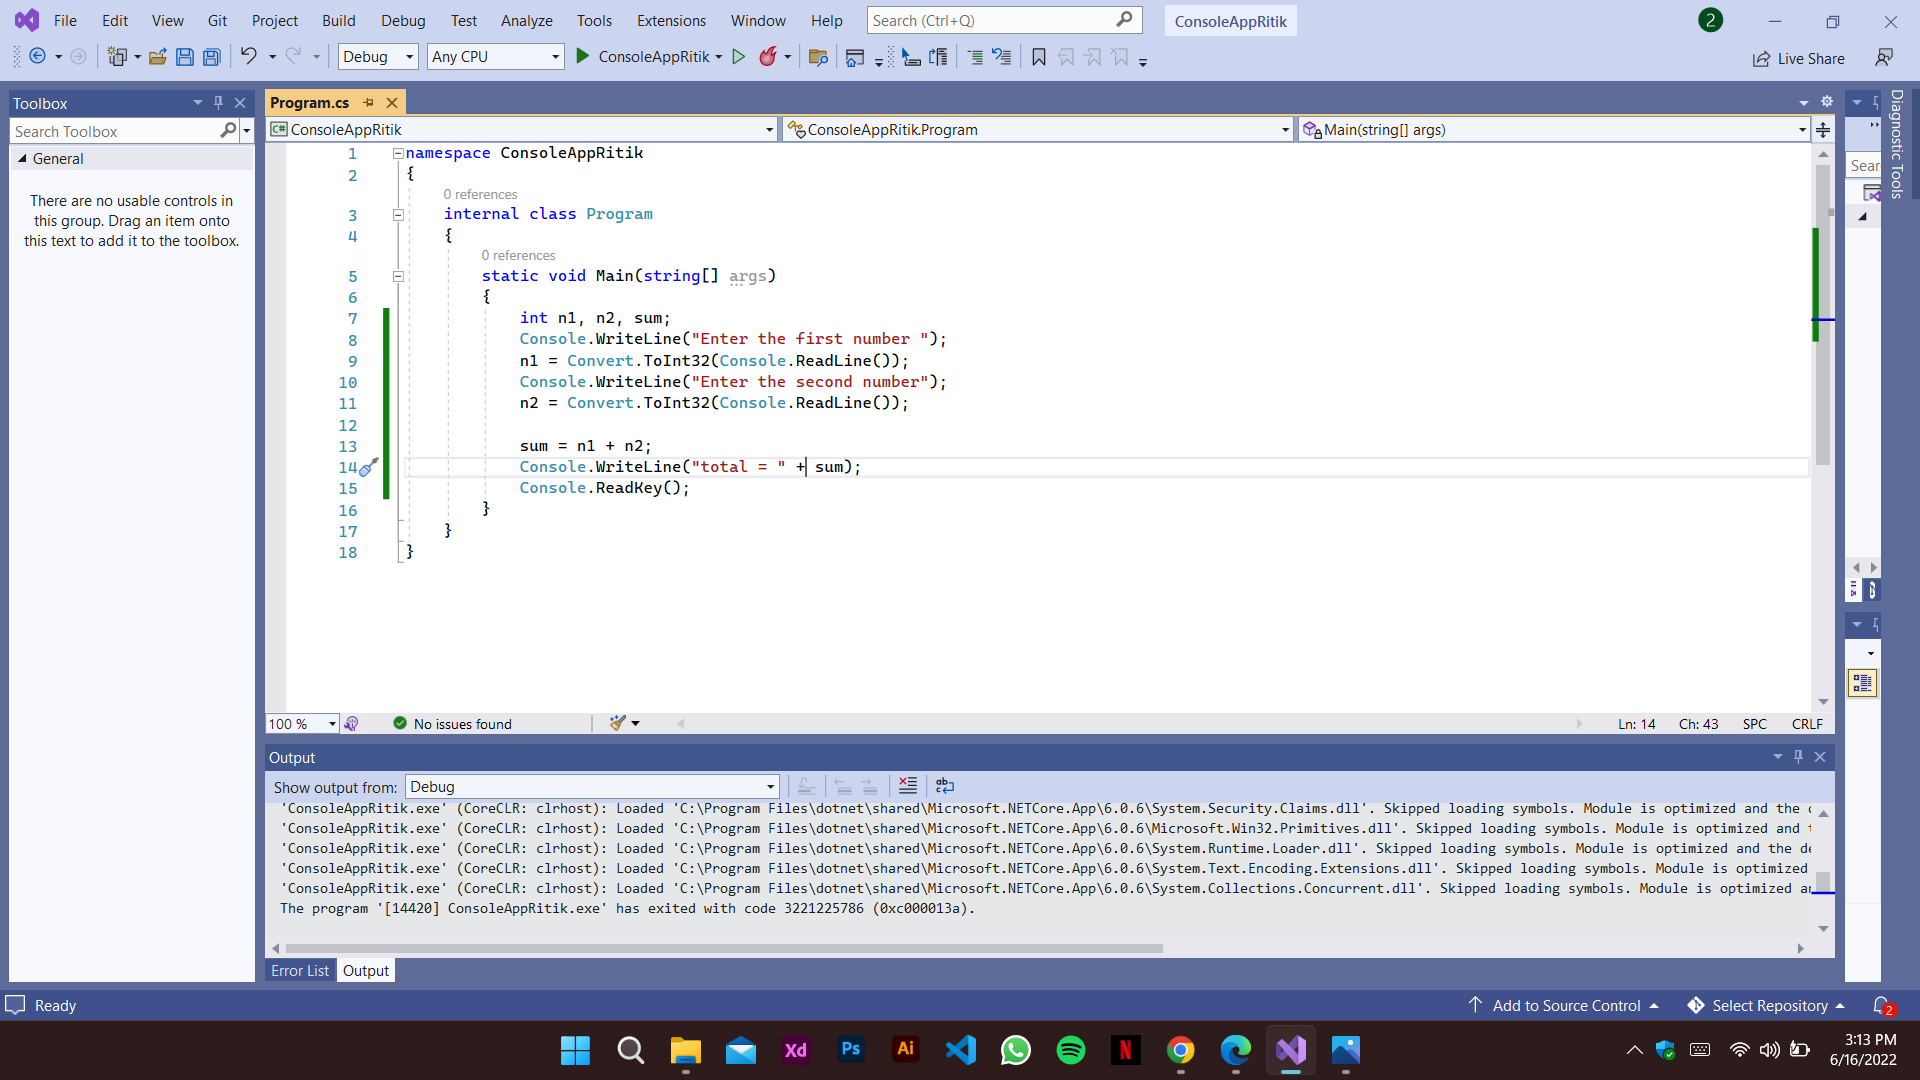 File Edit View Git Project Build Debug Test Analyze Tools Extensions Window Help Search (Ctrl+Q) ConsoleAppRitik 2
Debug Any CPU ConsoleAppRitik Live Share
Toolbox
Search Toolbox
General
There are no usable controls in
this group. Drag an item onto
this text to add it to the toolbox.
Program.cs
C# ConsoleAppRitik ConsoleAppRitik.Program Main(string[] args)
1 namespace ConsoleAppRitik
2 {
0 references
3 internal class Program
4 {
0 references
5 static void Main(string[] args)
6 {
7 int n1, n2, sum;
8 Console.WriteLine("Enter the first number ");
9 n1 = Convert.ToInt32(Console.ReadLine());
10 Console.WriteLine("Enter the second number");
11 n2 = Convert.ToInt32(Console.ReadLine());
12
13 sum = n1 + n2;
14 Console.WriteLine("total = " + sum);
15 Console.ReadKey();
16 }
17 }
18 }
100 % No issues found Ln: 14 Ch: 43 SPC CRLF
Output
Show output from: Debug
'ConsoleAppRitik.exe' (CoreCLR: clrhost): Loaded 'C:\Program Files\dotnet\shared\Microsoft.NETCore.App\6.0.6\System.Security.Claims.dll'. Skipped loading symbols. Module is optimized and the
'ConsoleAppRitik.exe' (CoreCLR: clrhost): Loaded 'C:\Program Files\dotnet\shared\Microsoft.NETCore.App\6.0.6\Microsoft.Win32.Primitives.dll'. Skipped loading symbols. Module is optimized and
'ConsoleAppRitik.exe' (CoreCLR: clrhost): Loaded 'C:\Program Files\dotnet\shared\Microsoft.NETCore.App\6.0.6\System.Runtime.Loader.dll'. Skipped loading symbols. Module is optimized and the de
'ConsoleAppRitik.exe' (CoreCLR: clrhost): Loaded 'C:\Program Files\dotnet\shared\Microsoft.NETCore.App\6.0.6\System.Text.Encoding.Extensions.dll'. Skipped loading symbols. Module is optimized
'ConsoleAppRitik.exe' (CoreCLR: clrhost): Loaded 'C:\Program Files\dotnet\shared\Microsoft.NETCore.App\6.0.6\System.Collections.Concurrent.dll'. Skipped loading symbols. Module is optimized
The program '[14420] ConsoleAppRitik.exe' has exited with code 3221225786 (0xc000013a).
Error List Output
Diagnostic Tools
Sear
Ready Add to Source Control Select Repository 2
Xd Ps Ai N
3:13 PM
6/16/2022